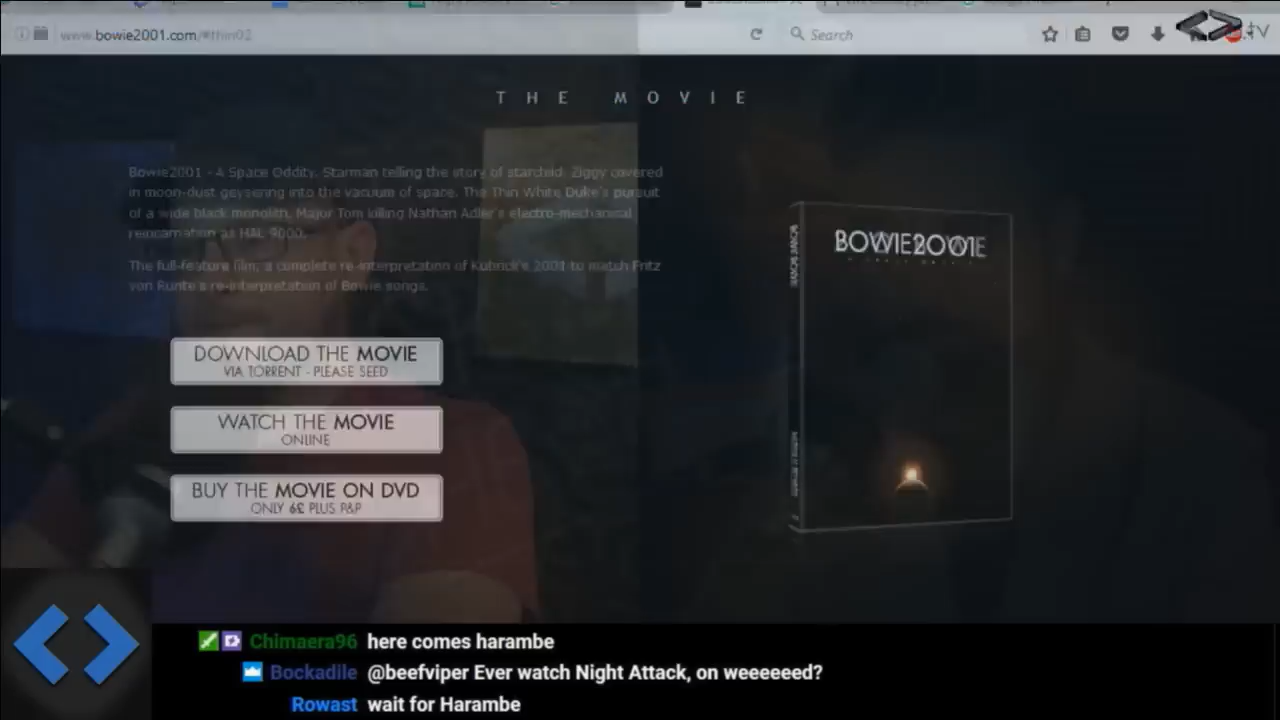 www.bowie2001.com/#thin02
Search
.tv
THE MOVIE
Bowie2001 - A Space Oddity. Starman telling the story of starchild. Ziggy covered
in moon-dust geysering into the vacuum of space. The Thin White Duke's pursuit
of a wide black monolith. Major Tom killing Nathan Adler's electro-mechanical
reincarnation as HAL 9000.
The full-feature film, a complete re-interpretation of Kubrick's 2001 to match Fritz
von Runte's re-interpretation of Bowie songs.
DOWNLOAD THE MOVIE
VIA TORRENT - PLEASE SEED
WATCH THE MOVIE
ONLINE
BUY THE MOVIE ON DVD
ONLY 6£ PLUS P&P
BOWIE2001
Chimaera96 here comes harambe
Bockadile @beefviper Ever watch Night Attack, on weeeeeed?
Rowast wait for Harambe